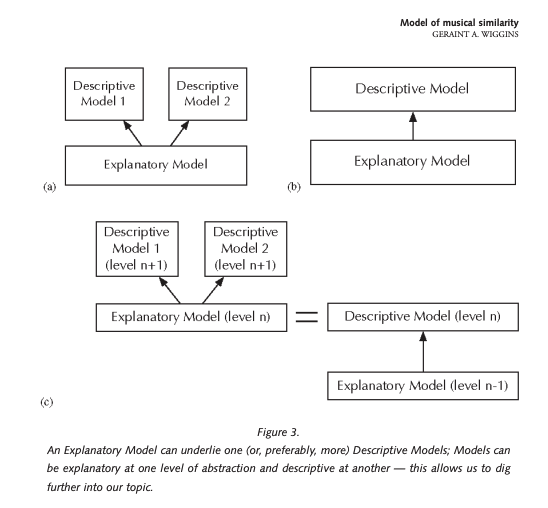 Model of musical similarity
GERAINT A. WIGGINS
Descriptive
Model 1
Descriptive
Model 2
Explanatory Model
(a)
Descriptive Model
Explanatory Model
(b)
Descriptive
Model 1
(level n+1)
Descriptive
Model 2
(level n+1)
Explanatory Model (level n)
=
Descriptive Model (level n)
Explanatory Model (level n-1)
(c)
Figure 3.
An Explanatory Model can underlie one (or, preferably, more) Descriptive Models; Models can
be explanatory at one level of abstraction and descriptive at another — this allows us to dig
further into our topic.